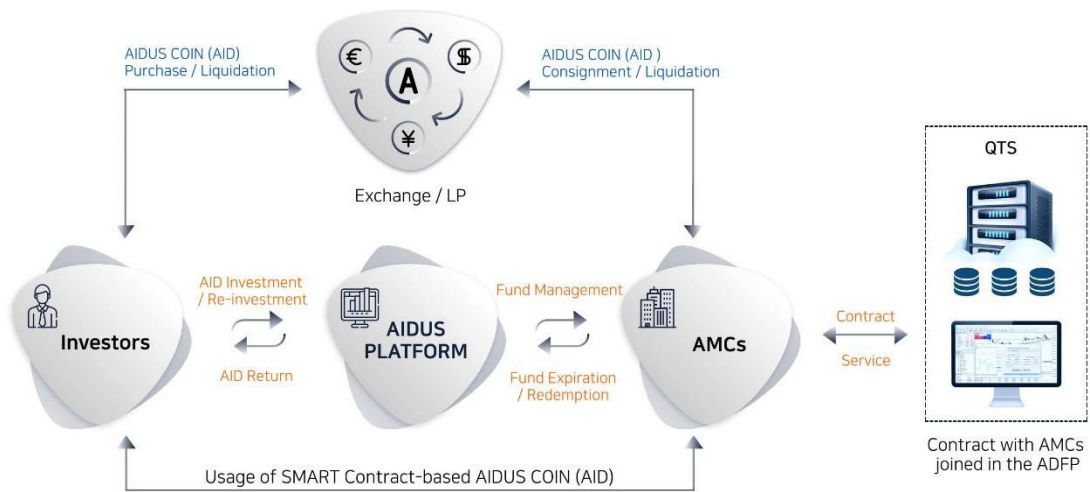 AIDUS COIN (AID)
Purchase / Liquidation
€
$
A
¥
AIDUS COIN (AID )
Consignment / Liquidation
Exchange / LP
QTS
Investors
AID Investment
/ Re-investment
AID Return
AIDUS
PLATFORM
Fund Management
Fund Expiration
/ Redemption
AMCs
Contract
Service
Contract with AMCs
joined in the ADFP
Usage of SMART Contract-based AIDUS COIN (AID)